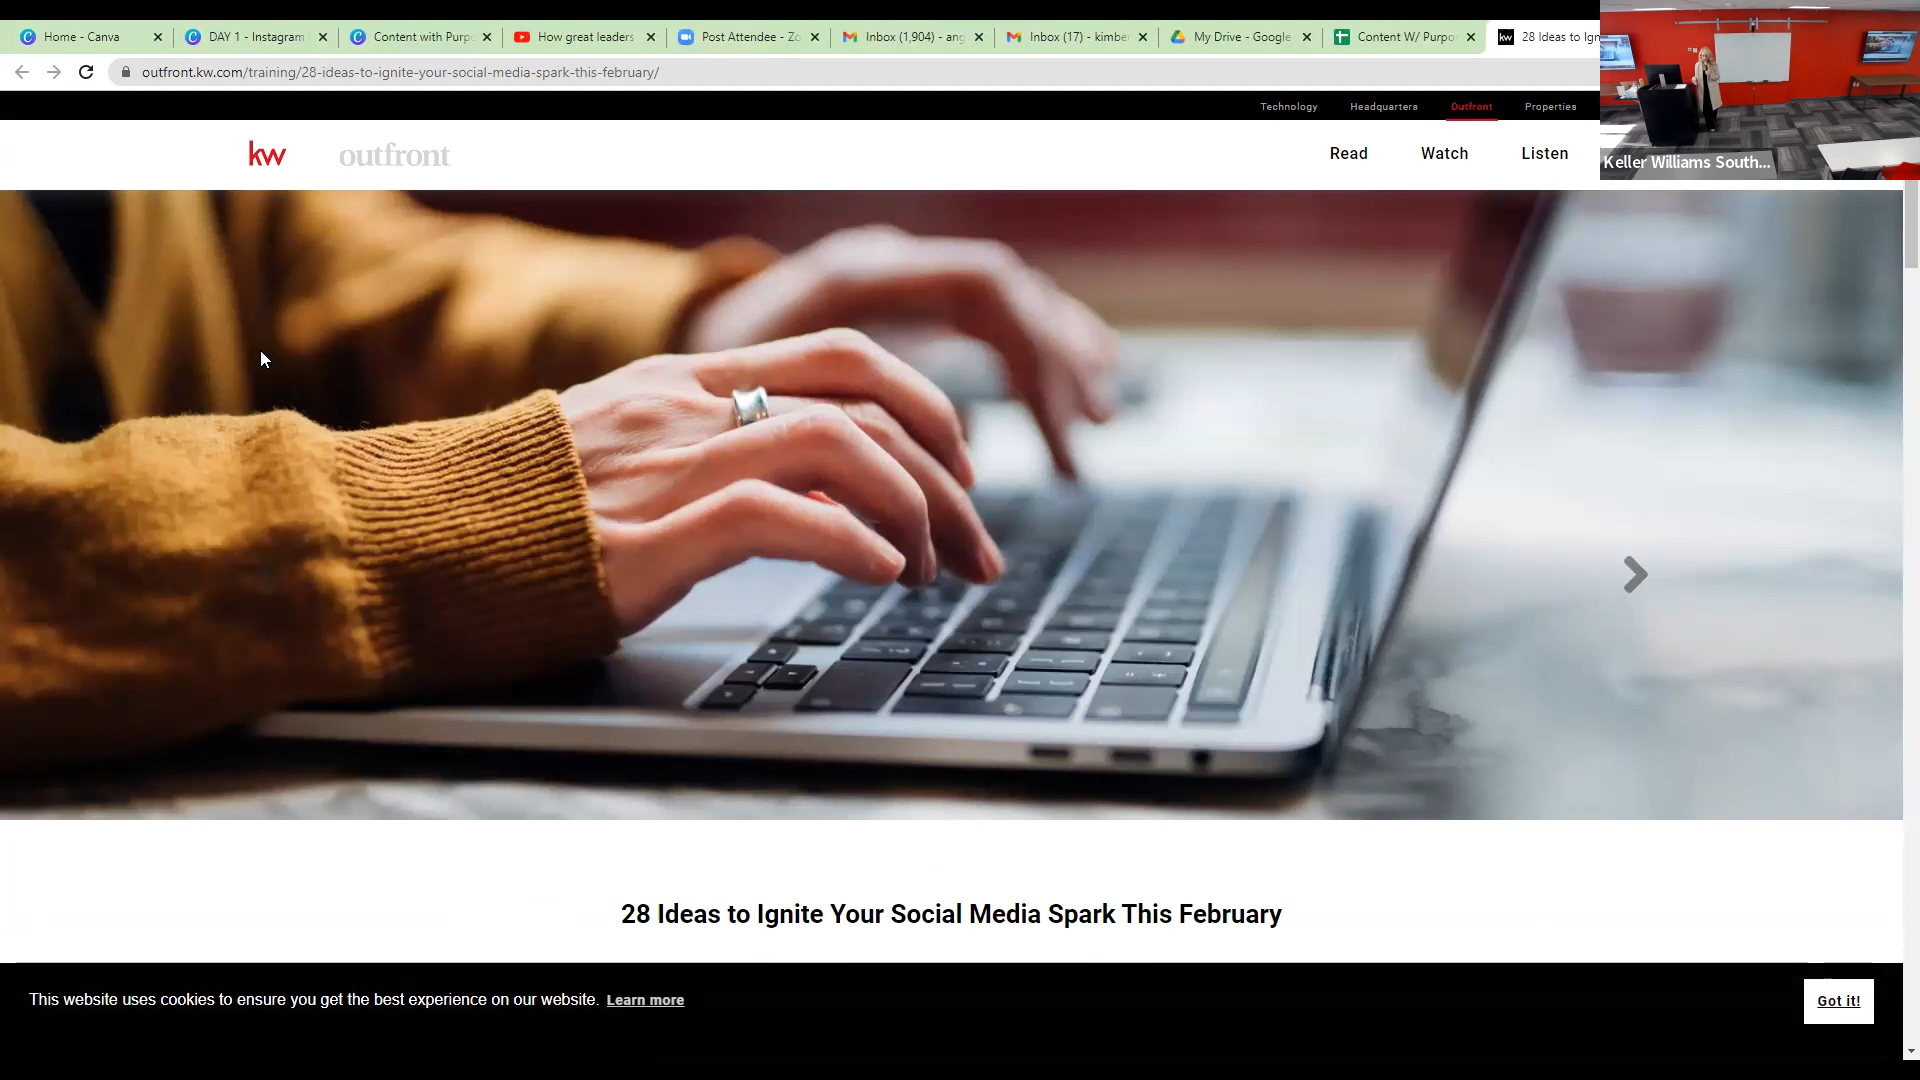 Home - Canva
DAY 1 - Instagram
Content with Purpo
How great leaders
Post Attendee - Zo
Inbox (1,904) - ang
Inbox (17) - kimber
My Drive - Google
Content W/ Purpo
kw 28 Ideas to Ign
outfront.kw.com/training/28-ideas-to-ignite-your-social-media-spark-this-february/
Technology Headquarters Outfront Properties
kw outfront
Read Watch Listen
Keller Williams South...
28 Ideas to Ignite Your Social Media Spark This February
This website uses cookies to ensure you get the best experience on our website. Learn more
Got it!